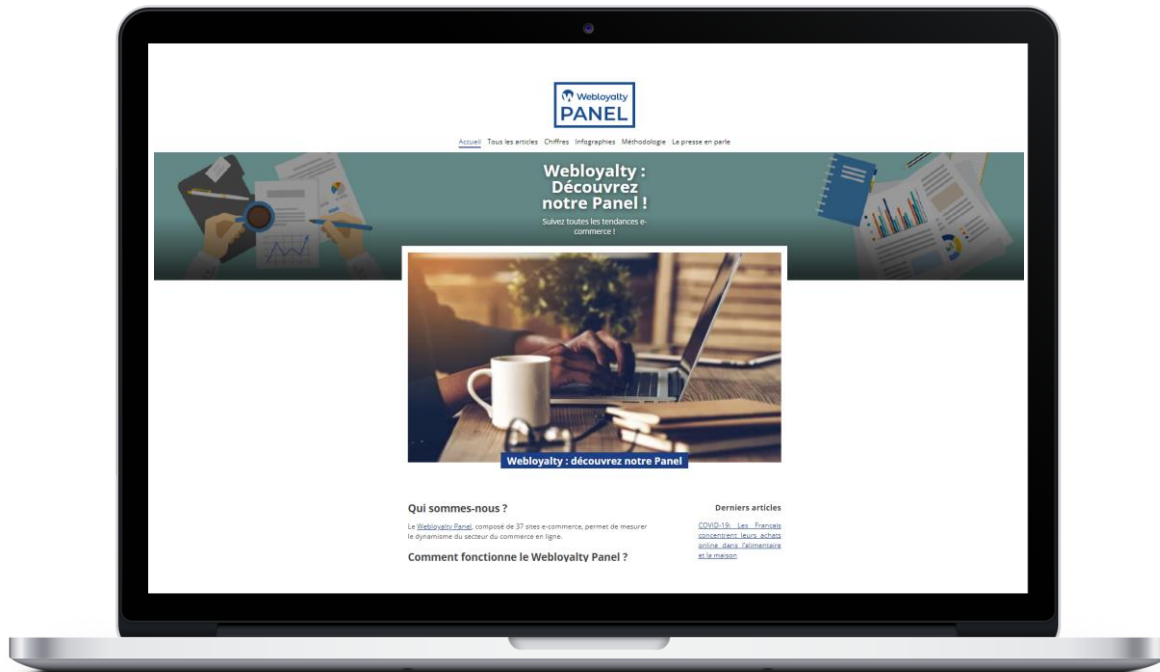 Webloyalty
PANEL
Accueil Tous les articles Chiffres Infographies Méthodologie La presse en parle
Webloyalty :
Découvrez
notre Panel !
Suivez toutes les tendances e-
commerce !
Webloyalty : découvrez notre Panel
Qui sommes-nous ?
Le Webloyalty Panel, composé de 37 sites e-commerce, permet de mesurer
le dynamisme du secteur du commerce en ligne.
Comment fonctionne le Webloyalty Panel ?
Derniers articles
COVID-19: Les Français
concentrent leurs achats
online dans l'alimentaire
et la maison